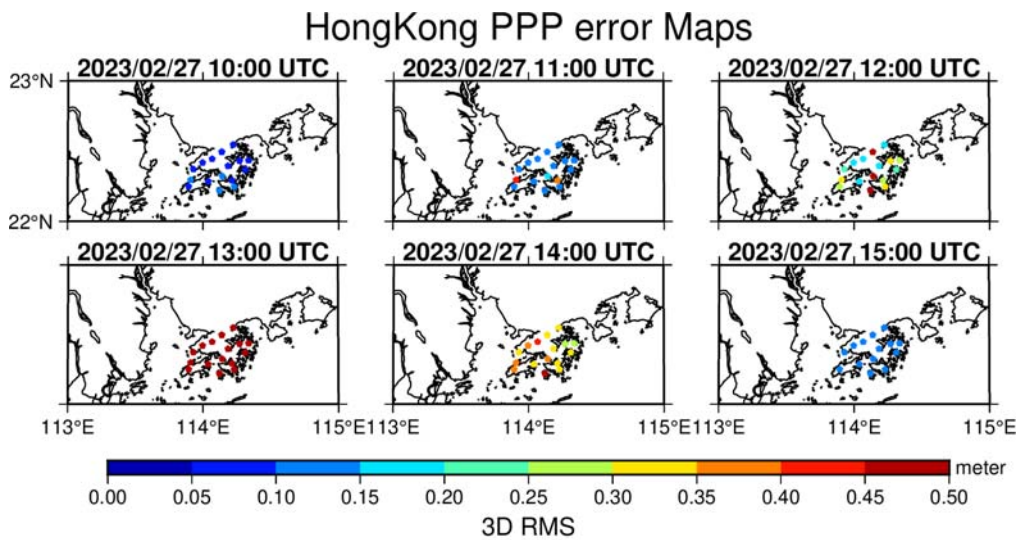 HongKong PPP error Maps
2023/02/27 10:00 UTC 2023/02/27 11:00 UTC 2023/02/27 12:00 UTC
23°N
22°N
2023/02/27 13:00 UTC 2023/02/27 14:00 UTC 2023/02/27 15:00 UTC
113°E 114°E 115°E 113°E 114°E 115°E 113°E 114°E 115°E
meter
0.00 0.05 0.10 0.15 0.20 0.25 0.30 0.35 0.40 0.45 0.50
3D RMS